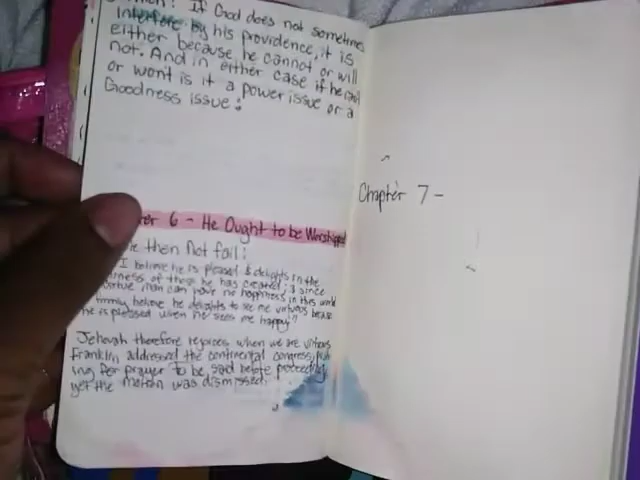 If God does not sometimes
Interfere by his providence, it is
either because he cannot or will
not. And in either case if he
or won't is it a power issue or a
Goodness issue:
6 - He Ought to be Worshipped
then Not fail:
I believe he is pleased & delights in the
of those he has created; & since
virtue man can have no happiness in this world
firmly believe he delights to see me virtuous
he is pleased when he sees me happy"
Jehovah therefore rejoices when we are virtuous
Franklin addressed the continental congress,
ing for prayer to be said before proceeding
yet the motion was dismissed.
Chapter 7-